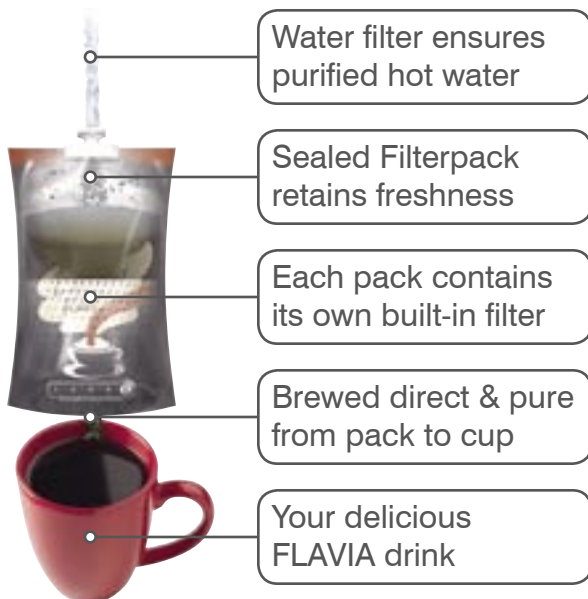 Water filter ensures
purified hot water
Sealed Filterpack
retains freshness
Each pack contains
its own built-in filter
Brewed direct & pure
from pack to cup
Your delicious
FLAVIA drink